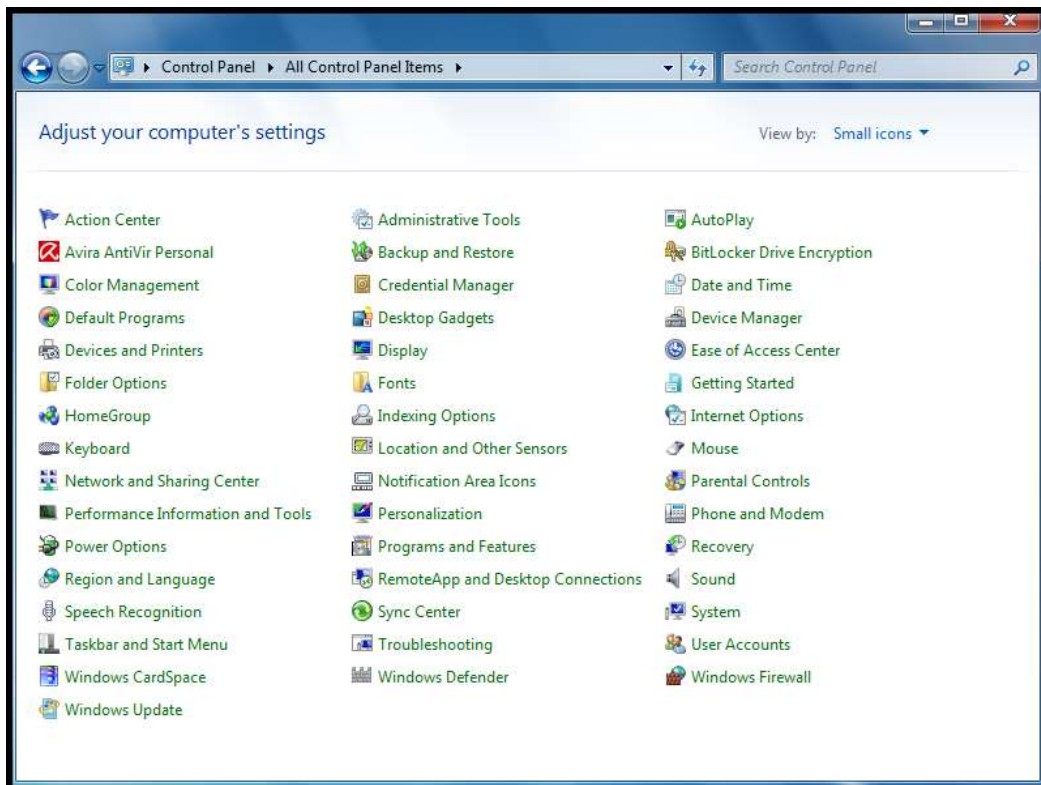 Control Panel All Control Panel Items Search Control Panel
Adjust your computer's settings View by: Small icons
Action Center Administrative Tools AutoPlay
Avira AntiVir Personal Backup and Restore BitLocker Drive Encryption
Color Management Credential Manager Date and Time
Default Programs Desktop Gadgets Device Manager
Devices and Printers Display Ease of Access Center
Folder Options Fonts Getting Started
HomeGroup Indexing Options Internet Options
Keyboard Location and Other Sensors Mouse
Network and Sharing Center Notification Area Icons Parental Controls
Performance Information and Tools Personalization Phone and Modem
Power Options Programs and Features Recovery
Region and Language RemoteApp and Desktop Connections Sound
Speech Recognition Sync Center System
Taskbar and Start Menu Troubleshooting User Accounts
Windows CardSpace Windows Defender Windows Firewall
Windows Update